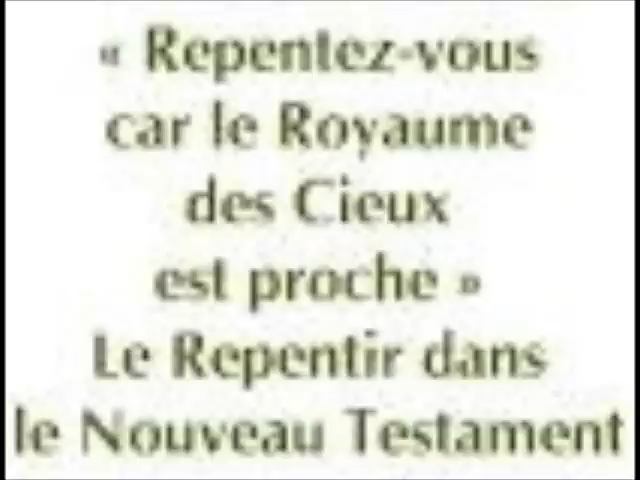 « Repentez-vous
car le Royaume
des Cieux
est proche »
Le Repentir dans
le Nouveau Testament